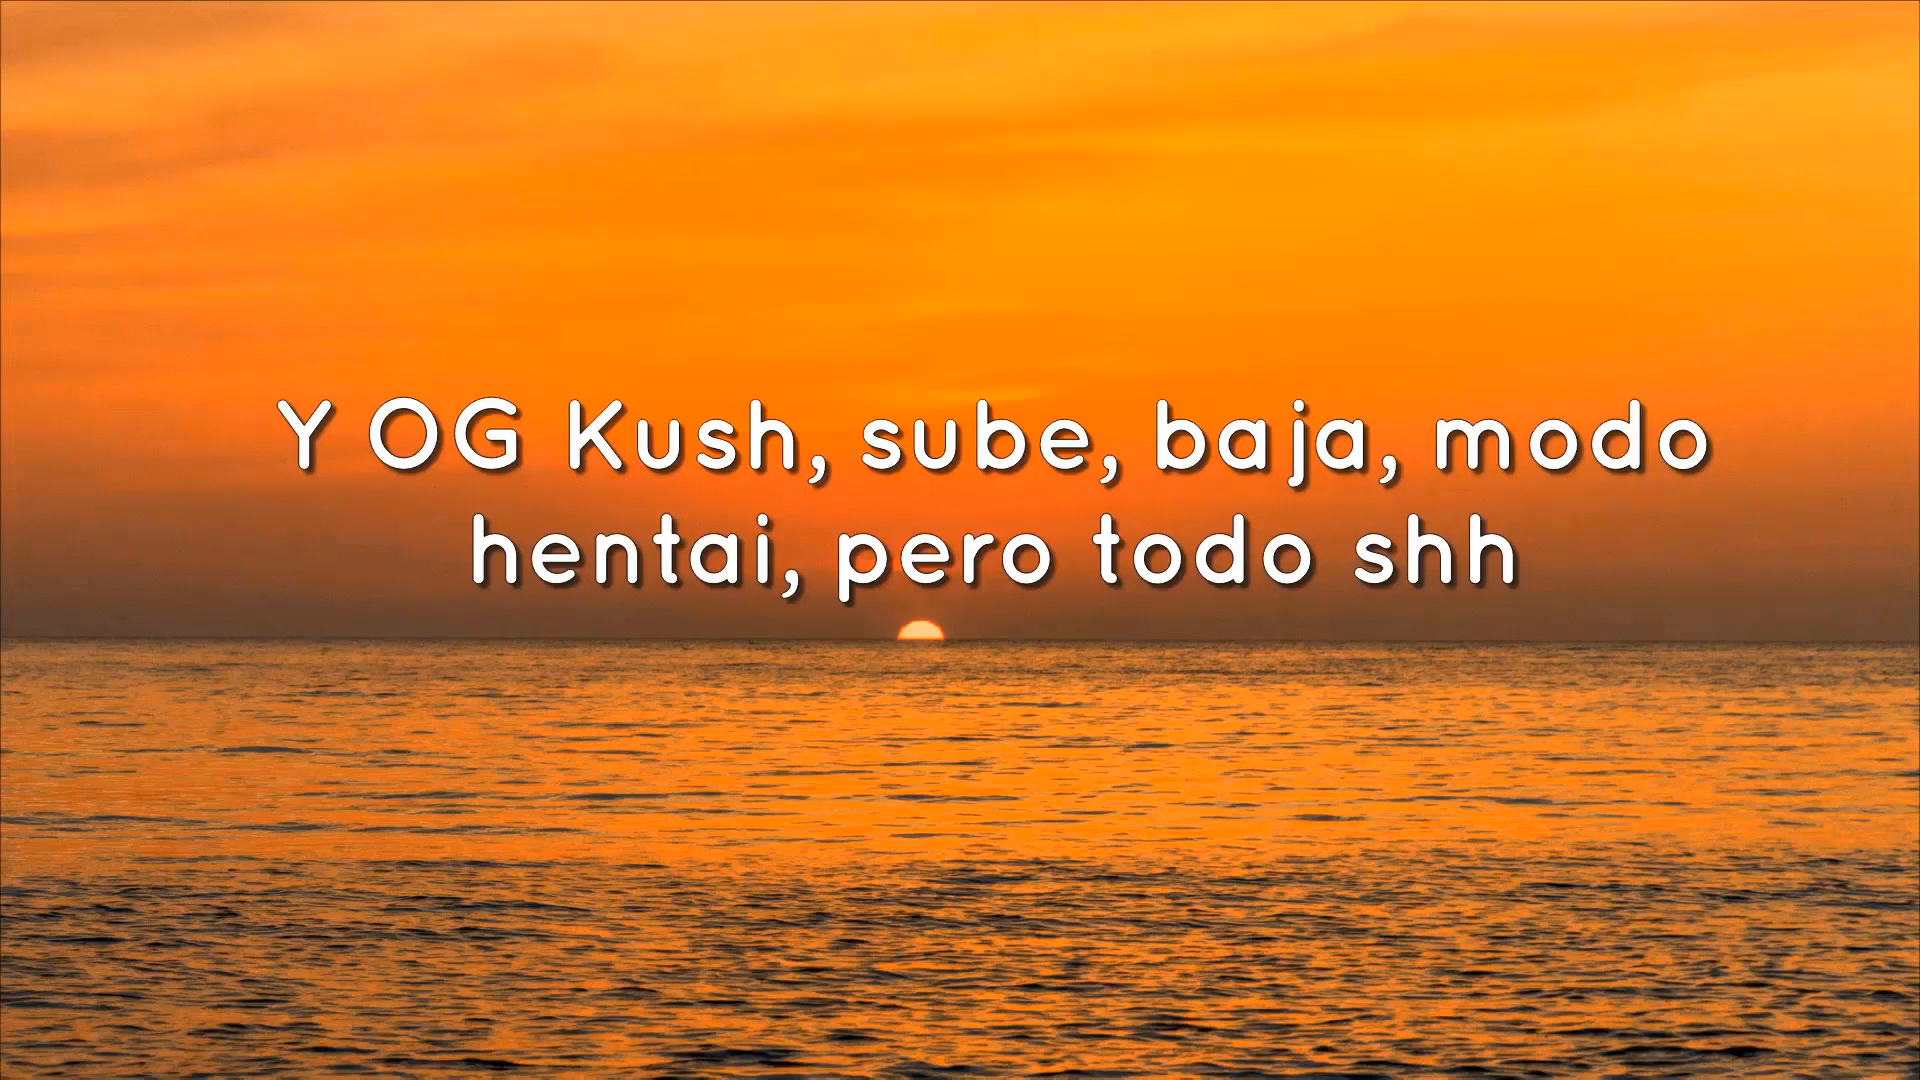 Y OG Kush, sube, baja, modo
hentai, pero todo shh